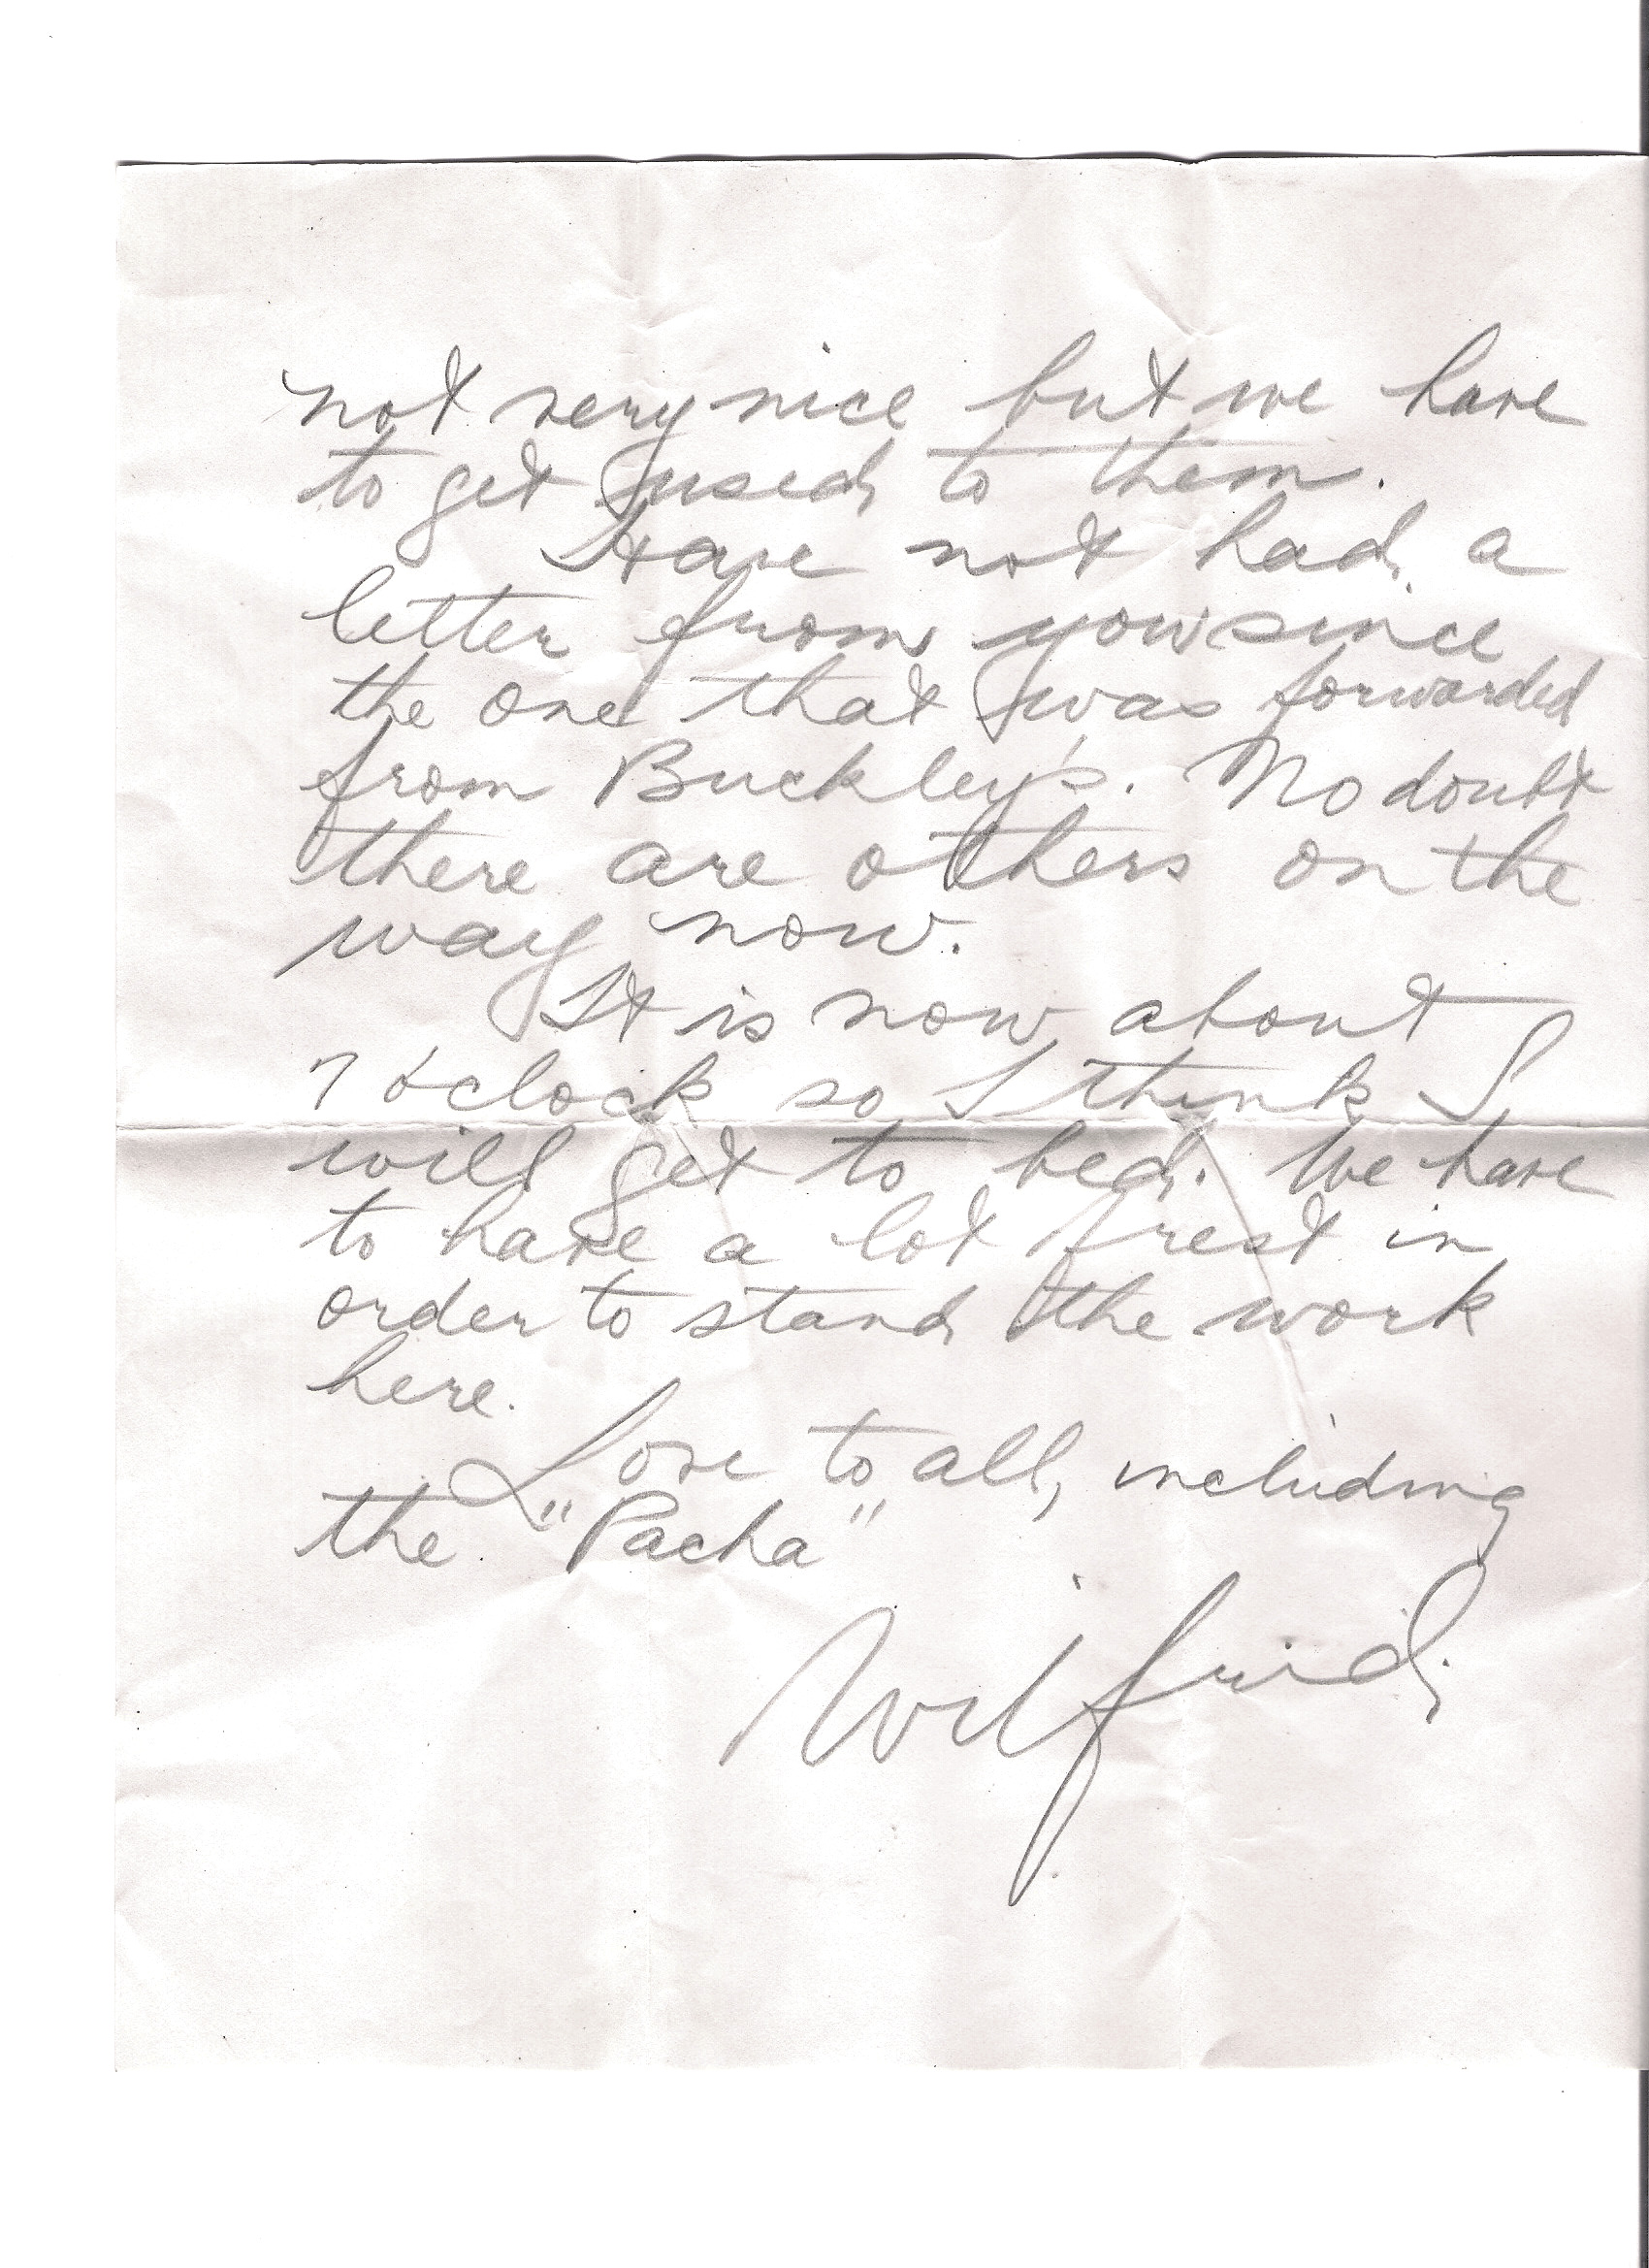 not very nice but we have
to get used to them.
Have not had a
letter from you since
the one that was forwarded
from Buckley's. No doubt
there are others on the
way now.
It is now about
7 o'clock so I think I
will get to bed. We have
to have a lot frest in
order to stand the work
here.
Love to all, including
the "Pacha"
Wilfrid